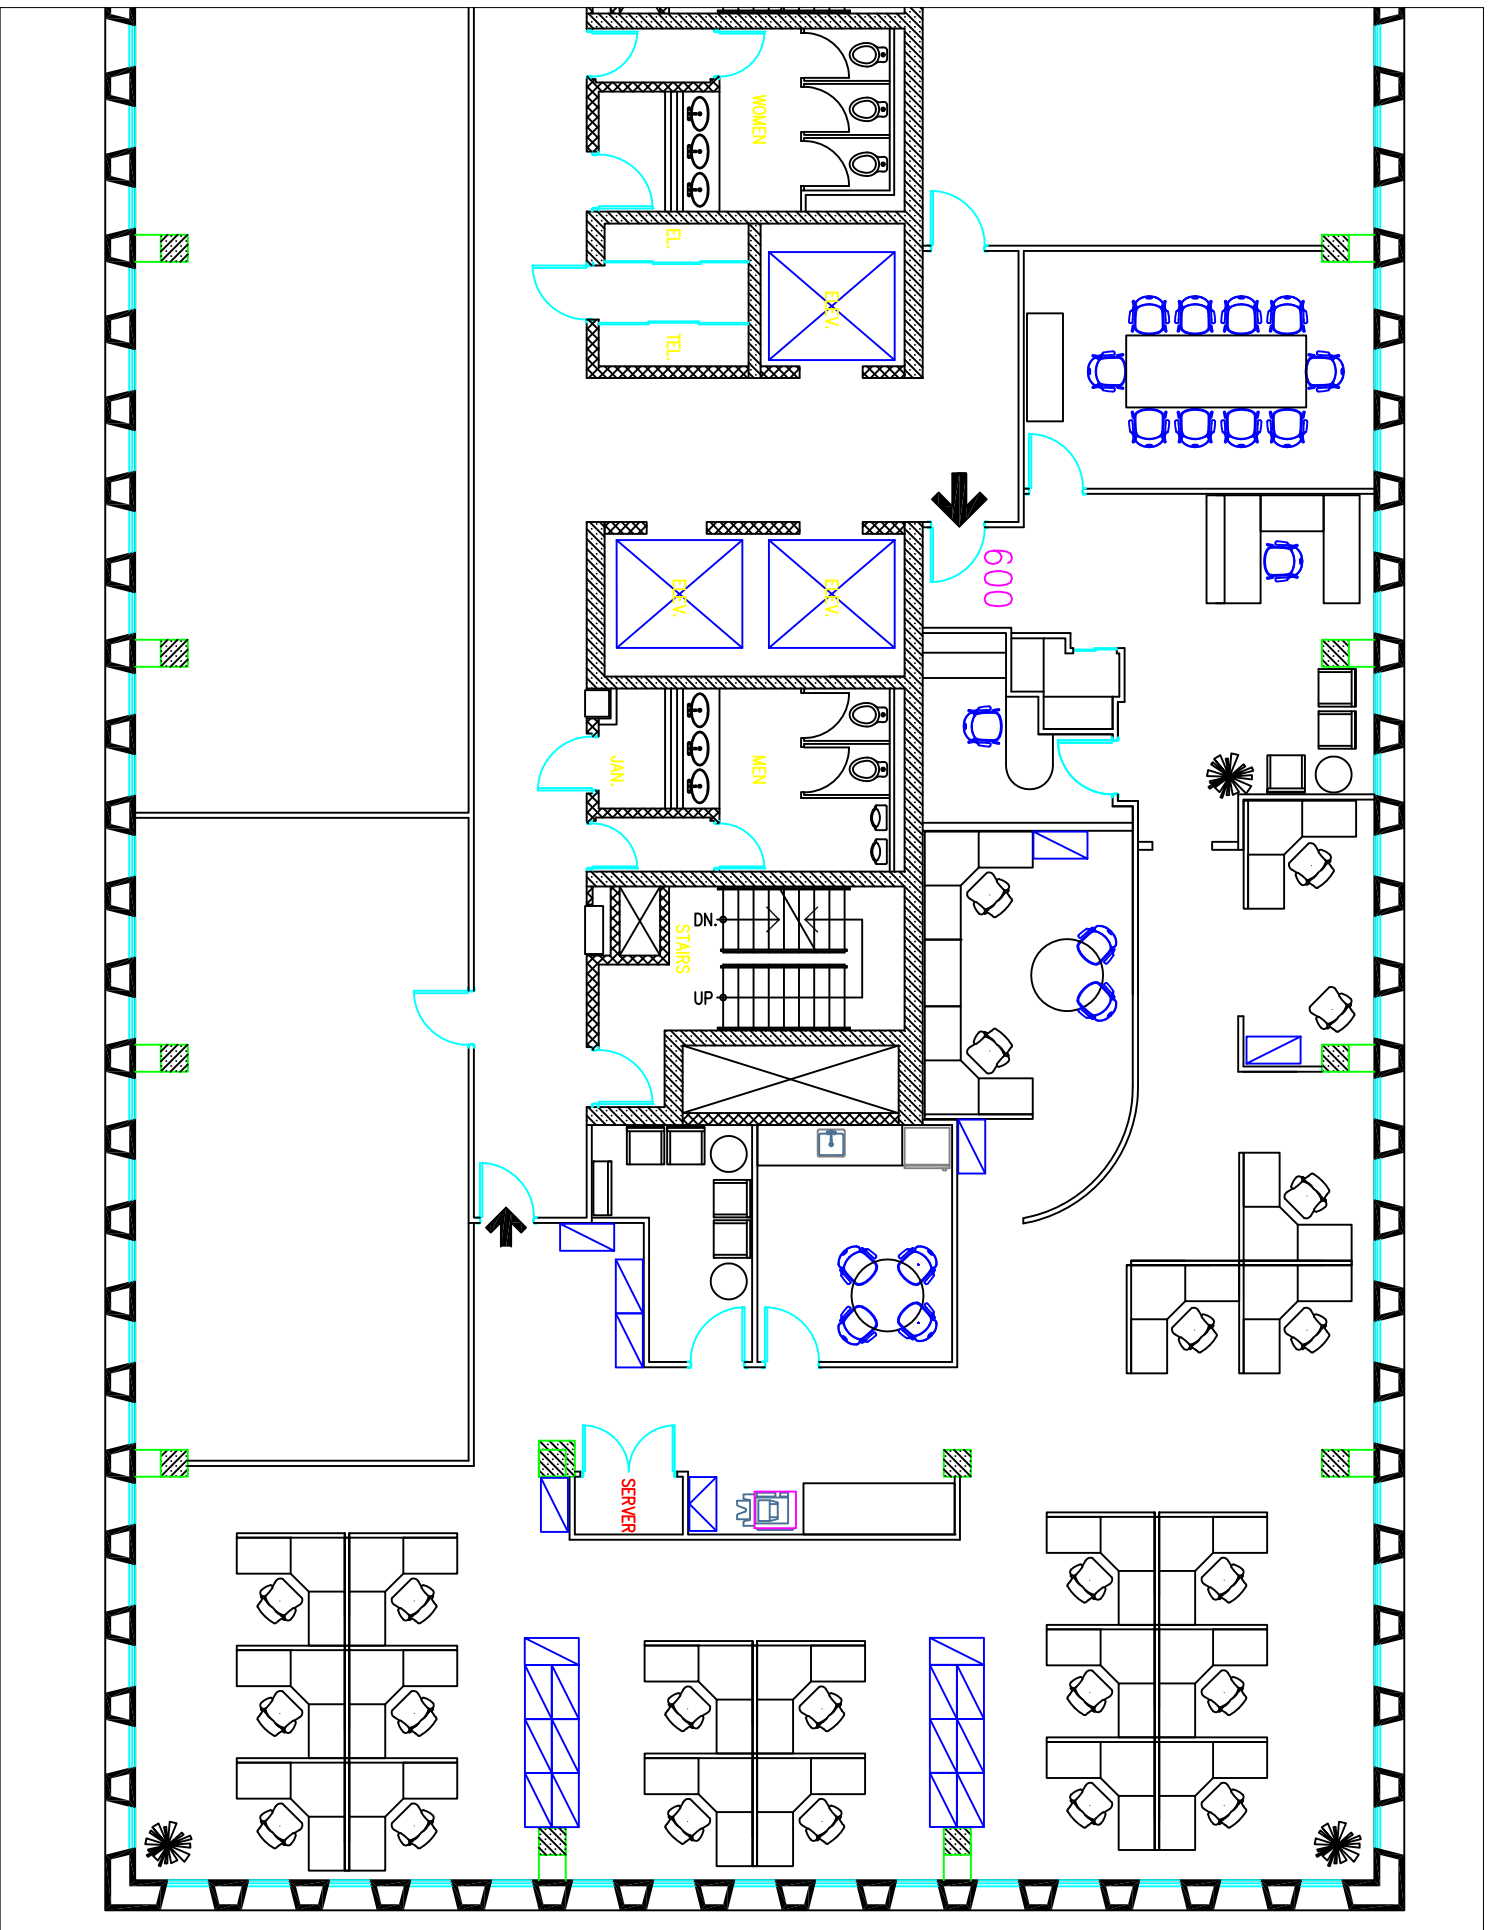 WOMEN
EL.
ELEV.
TEL.
600
ELEV.
ELEV.
JAN.
MEN
DN.
STAIRS
UP
SERVER